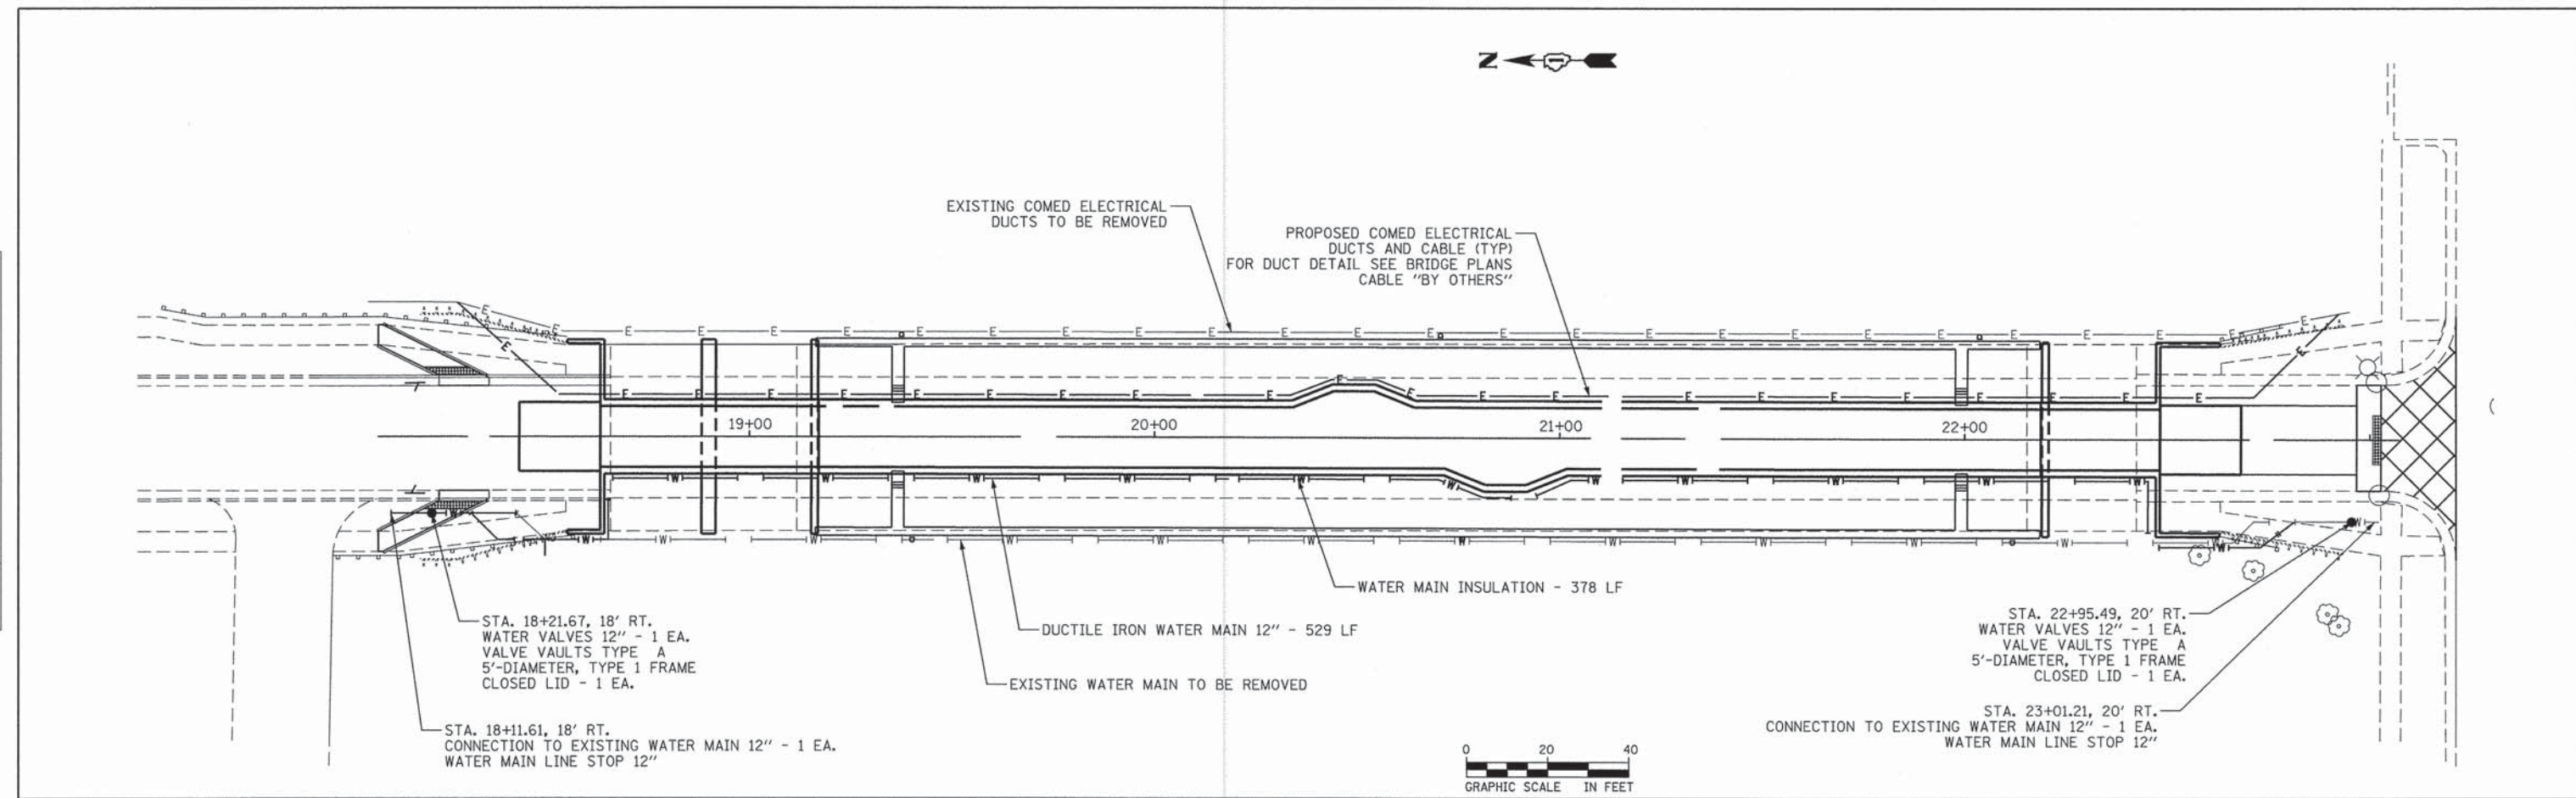 N
EXISTING COMED ELECTRICAL
DUCTS TO BE REMOVED
PROPOSED COMED ELECTRICAL
DUCTS AND CABLE (TYP)
FOR DUCT DETAIL SEE BRIDGE PLANS
CABLE "BY OTHERS"
E E E E E E E E E E E E E E E E E E E E E E E E E E
E E E E E E E E E E E E E E E E E E E E E E E E E
19+00
20+00
21+00
22+00
W W W W W W W W W W W
W W W W W W W W W W W W W W
WATER MAIN INSULATION - 378 LF
DUCTILE IRON WATER MAIN 12" - 529 LF
EXISTING WATER MAIN TO BE REMOVED
STA. 18+21.67, 18' RT.
WATER VALVES 12" - 1 EA.
VALVE VAULTS TYPE A
5'-DIAMETER, TYPE 1 FRAME
CLOSED LID - 1 EA.
STA. 18+11.61, 18' RT.
CONNECTION TO EXISTING WATER MAIN 12" - 1 EA.
WATER MAIN LINE STOP 12"
STA. 22+95.49, 20' RT.
WATER VALVES 12" - 1 EA.
VALVE VAULTS TYPE A
5'-DIAMETER, TYPE 1 FRAME
CLOSED LID - 1 EA.
STA. 23+01.21, 20' RT.
CONNECTION TO EXISTING WATER MAIN 12" - 1 EA.
WATER MAIN LINE STOP 12"
0 20 40
GRAPHIC SCALE IN FEET